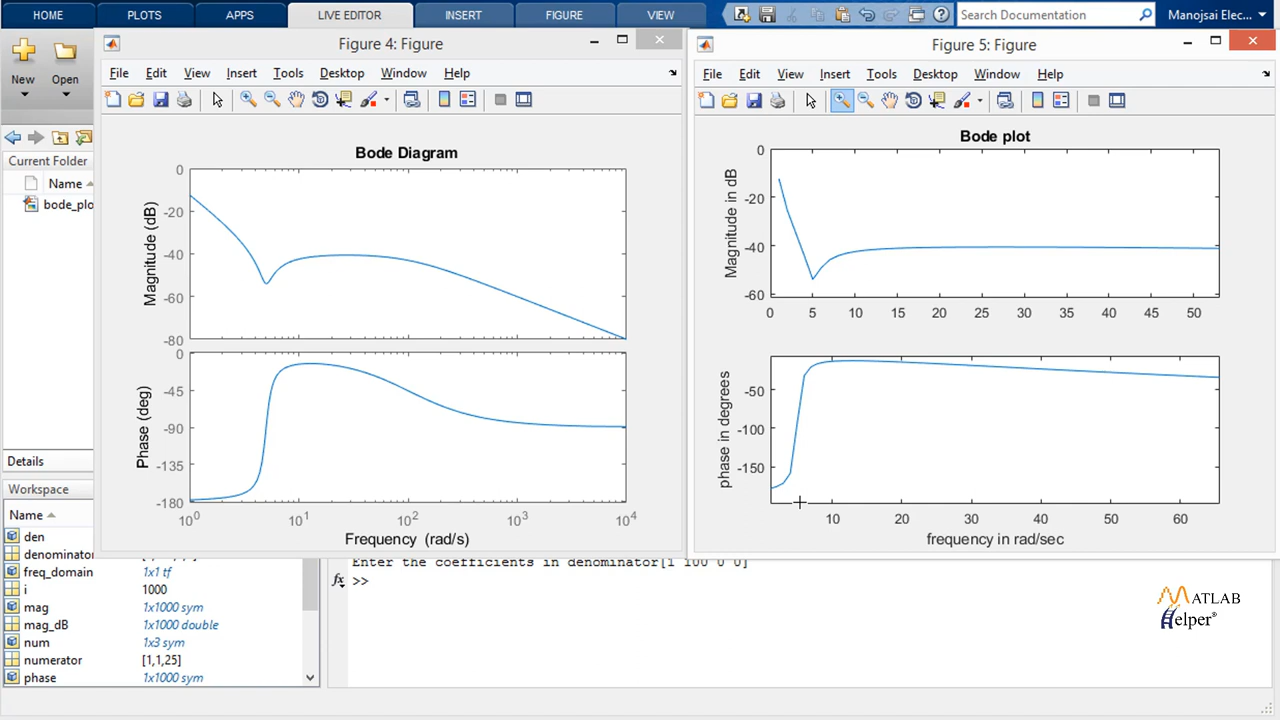 HOME PLOTS APPS LIVE EDITOR INSERT FIGURE VIEW Search Documentation Manojsai Elec...
New Open
Current Folder
Name
bode_plo
Details
Workspace
Name
den
denominator
freq_domain 1x1 tf
i 1000
mag 1x1000 sym
mag_dB 1x1000 double
num 1x3 sym
numerator [1,1,25]
phase 1x1000 sym
Figure 4: Figure
File Edit View Insert Tools Desktop Window Help
Bode Diagram
Magnitude (dB)
0
-20
-40
-60
-80
Phase (deg)
0
-45
-90
-135
-180
10^0 10^1 10^2 10^3 10^4
Frequency (rad/s)
Figure 5: Figure
File Edit View Insert Tools Desktop Window Help
Bode plot
Magnitude in dB
0
-20
-40
-60
0 5 10 15 20 25 30 35 40 45 50
phase in degrees
-50
-100
-150
10 20 30 40 50 60
frequency in rad/sec
Enter the coefficients in denominator[1 100 0 0]
fx >>
MATLAB
Helper®